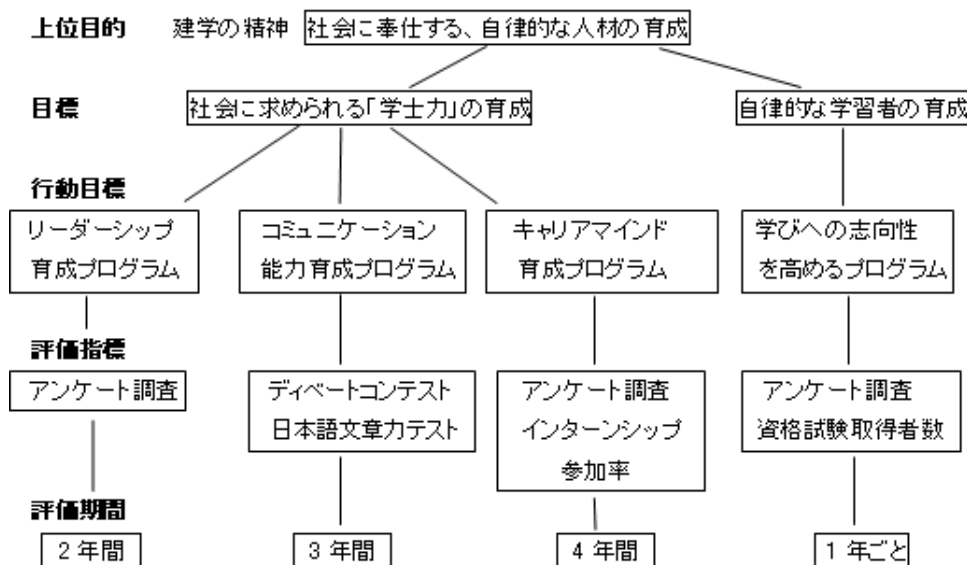 上位目的 建学の精神 社会に奉仕する、自律的な人材の育成
目標 社会に求められる「学士力」の育成 自律的な学習者の育成
行動目標
リーダーシップ
育成プログラム
コミュニケーション
能力育成プログラム
キャリアマインド
育成プログラム
学びへの志向性
を高めるプログラム
評価指標
アンケート調査
ディベートコンテスト
日本語文章力テスト
アンケート調査
インターンシップ
参加率
アンケート調査
資格試験取得者数
評価期間
2年間 3年間 4年間 1年ごと